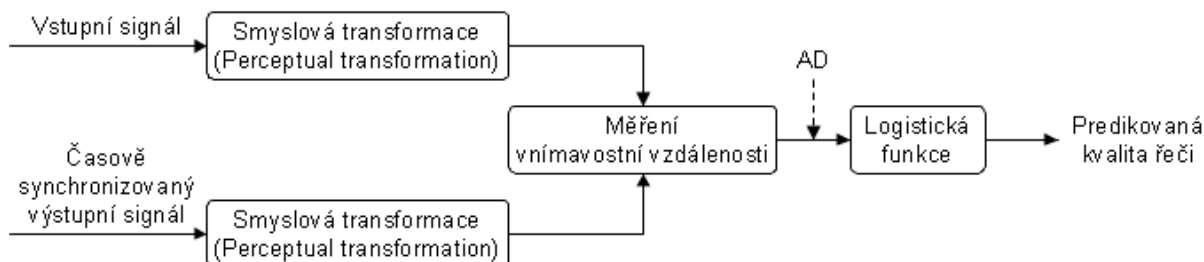 Vstupní signál
Smyslová transformace
(Perceptual transformation)
AD
Měření
vnímavostní vzdálenosti
Logistická
funkce
Predikovaná
kvalita řeči
Časově
synchronizovaný
výstupní signál
Smyslová transformace
(Perceptual transformation)